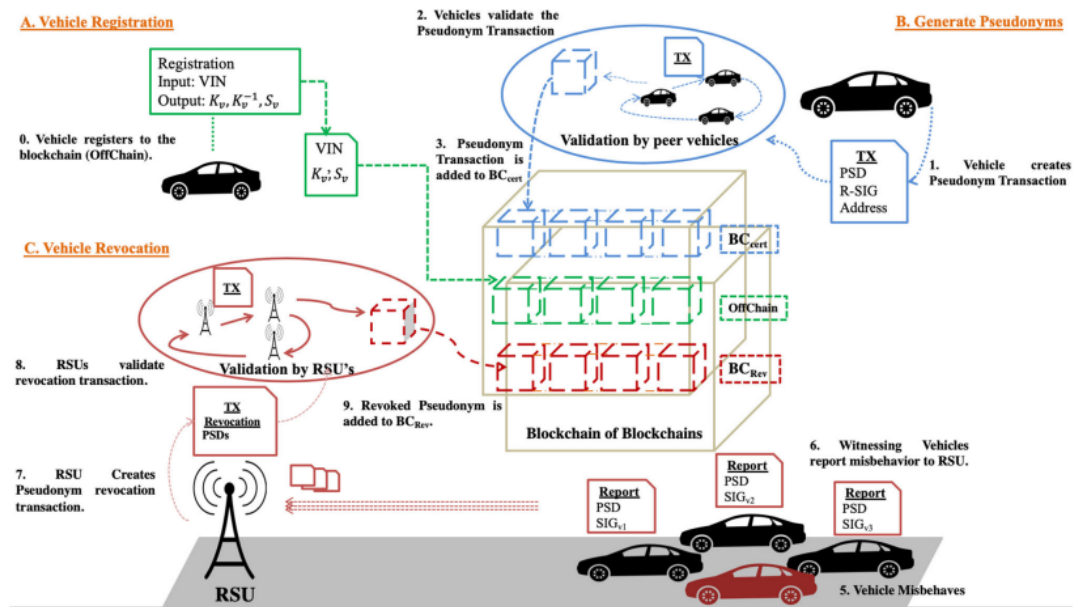 A. Vehicle Registration
Registration
Input: VIN
Output: K_v, K_v^{-1}, S_v
0. Vehicle registers to the
blockchain (OffChain).
VIN
K_v; S_v
2. Vehicles validate the
Pseudonym Transaction
TX
Validation by peer vehicles
3. Pseudonym
Transaction is
added to BC_cert
B. Generate Pseudonyms
TX
PSD
R-SIG
Address
1. Vehicle creates
Pseudonym Transaction
BC_cert
OffChain
BC_Rev
Blockchain of Blockchains
C. Vehicle Revocation
TX
Validation by RSU's
8. RSUs validate
revocation transaction.
TX
Revocation
PSDs
9. Revoked Pseudonym is
added to BC_Rev.
7. RSU Creates
Pseudonym revocation
transaction.
RSU
6. Witnessing Vehicles
report misbehavior to RSU.
Report
PSD
SIG_v1
Report
PSD
SIG_v2
Report
PSD
SIG_v3
5. Vehicle Misbehaves